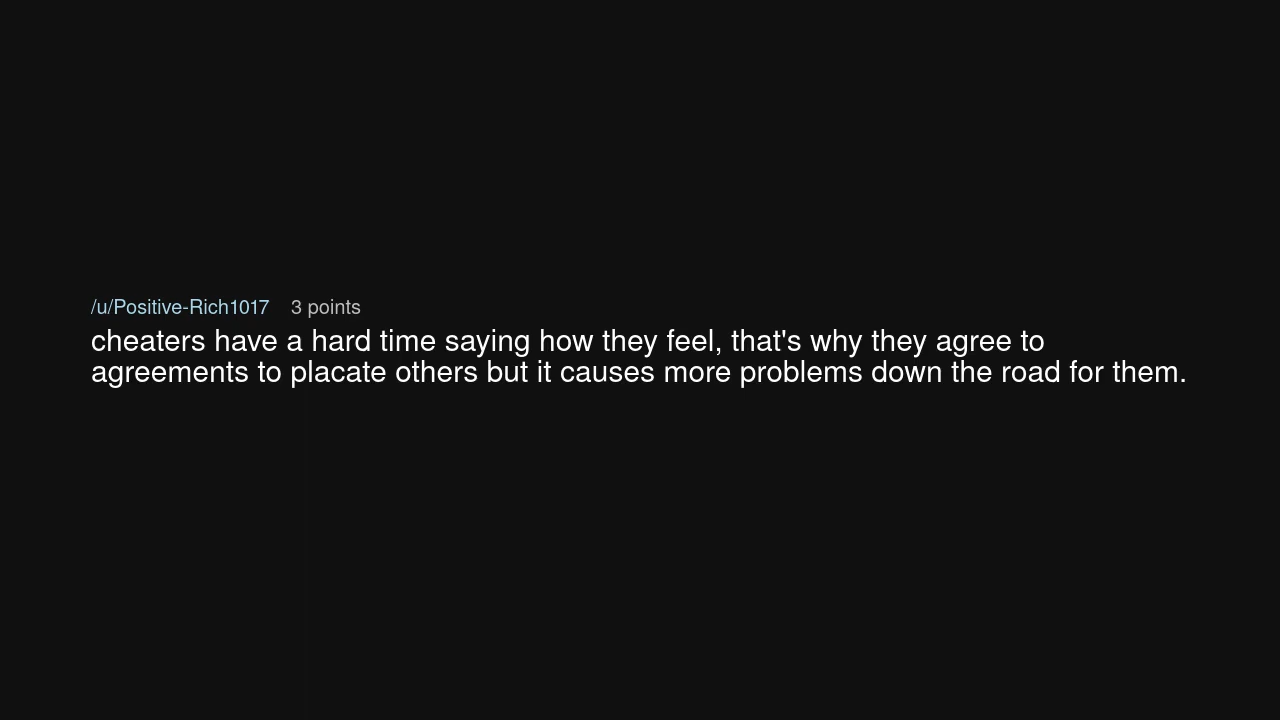 /u/Positive-Rich1017 3 points
cheaters have a hard time saying how they feel, that's why they agree to
agreements to placate others but it causes more problems down the road for them.